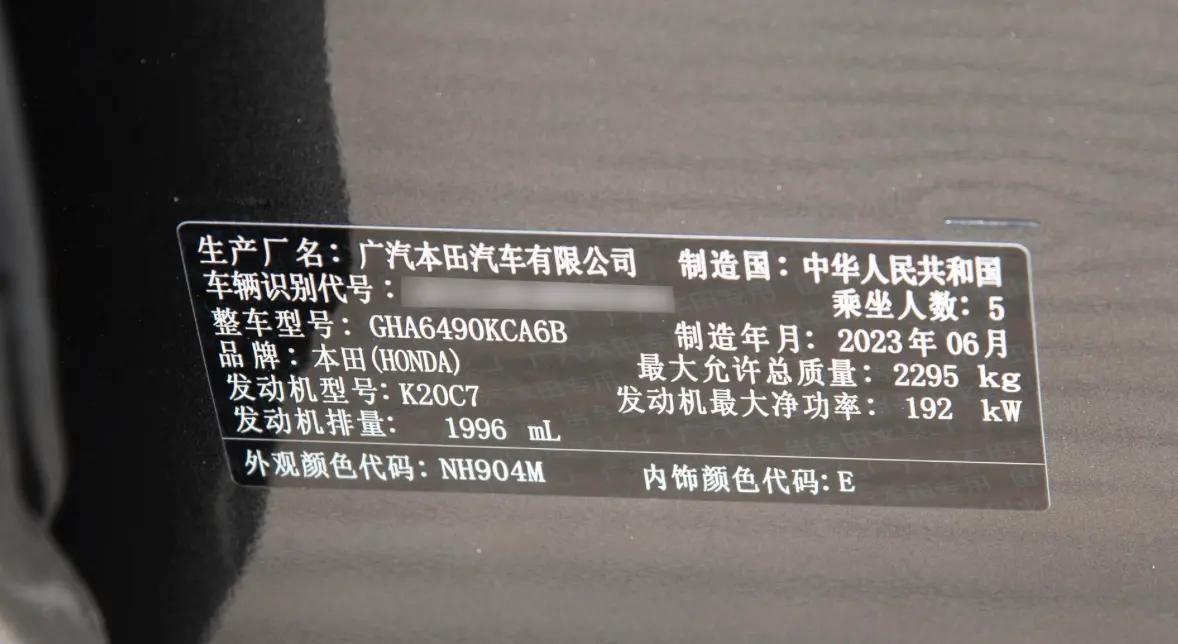 生产厂名：广汽本田汽车有限公司 制造国：中华人民共和国
车辆识别代号： 乘坐人数：5
整车型号：GHA6490KCA6B 制造年月：2023年06月
品牌：本田(HONDA) 最大允许总质量：2295 kg
发动机型号：K20C7 发动机最大净功率：192 kW
发动机排量： 1996 mL
外观颜色代码：NH904M 内饰颜色代码：E